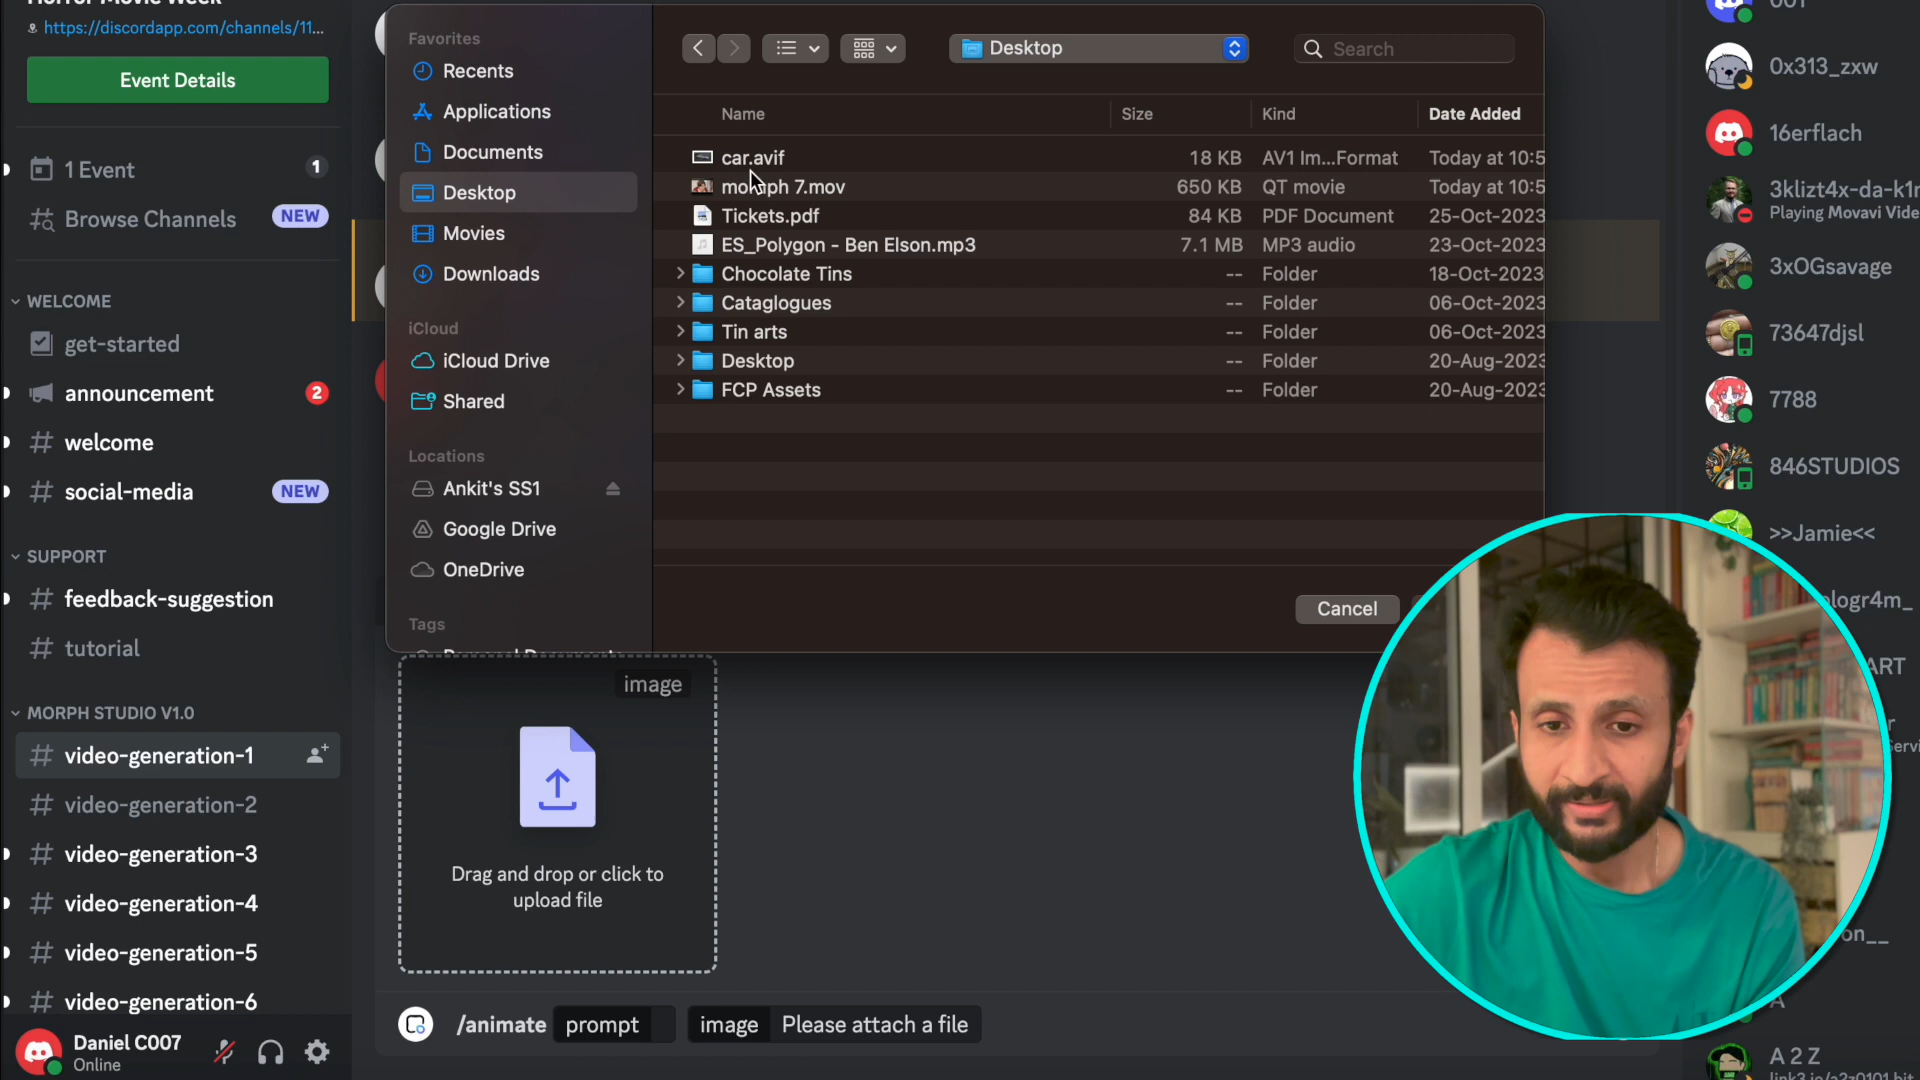 Horror Movie Week
https://discordapp.com/channels/11...
Event Details
1 Event
1
Browse Channels
NEW
WELCOME
get-started
announcement
2
welcome
social-media
NEW
SUPPORT
feedback-suggestion
tutorial
MORPH STUDIO V1.0
video-generation-1
video-generation-2
video-generation-3
video-generation-4
video-generation-5
video-generation-6
Daniel C007
Online
Favorites
Recents
Applications
Documents
Desktop
Movies
Downloads
iCloud
iCloud Drive
Shared
Locations
Ankit's SS1
Google Drive
OneDrive
Tags
Desktop
Search
Name Size Kind Date Added
car.avif 18 KB AV1 Im...Format Today at 10:5
morph 7.mov 650 KB QT movie Today at 10:5
Tickets.pdf 84 KB PDF Document 25-Oct-2023
ES_Polygon - Ben Elson.mp3 7.1 MB MP3 audio 23-Oct-2023
Chocolate Tins -- Folder 18-Oct-2023
Cataglogues -- Folder 06-Oct-2023
Tin arts -- Folder 06-Oct-2023
Desktop -- Folder 20-Aug-2023
FCP Assets -- Folder 20-Aug-2023
Cancel
image
Drag and drop or click to
upload file
/animate prompt image Please attach a file
001
0x313_zxw
16erflach
3klizt4x-da-k1r
Playing Movavi Vide
3xOGsavage
73647djsl
7788
846STUDIOS
>>Jamie<<
ologr4m_
ART
r
Servi
on__
A
A 2 Z